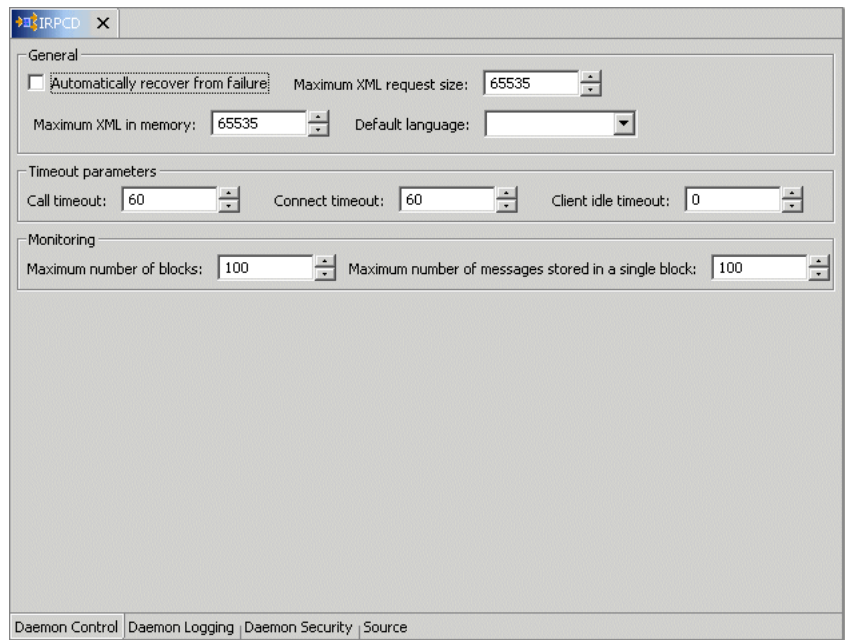 IRPCD
General
Automatically recover from failure Maximum XML request size: 65535
Maximum XML in memory: 65535 Default language:
Timeout parameters
Call timeout: 60 Connect timeout: 60 Client idle timeout: 0
Monitoring
Maximum number of blocks: 100 Maximum number of messages stored in a single block: 100
Daemon Control Daemon Logging Daemon Security Source